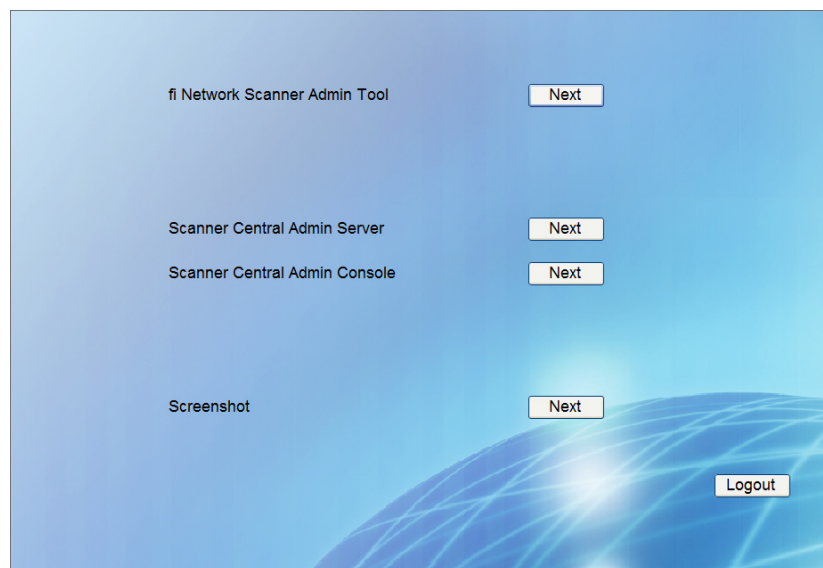 fi Network Scanner Admin Tool Next
Scanner Central Admin Server Next
Scanner Central Admin Console Next
Screenshot Next
Logout